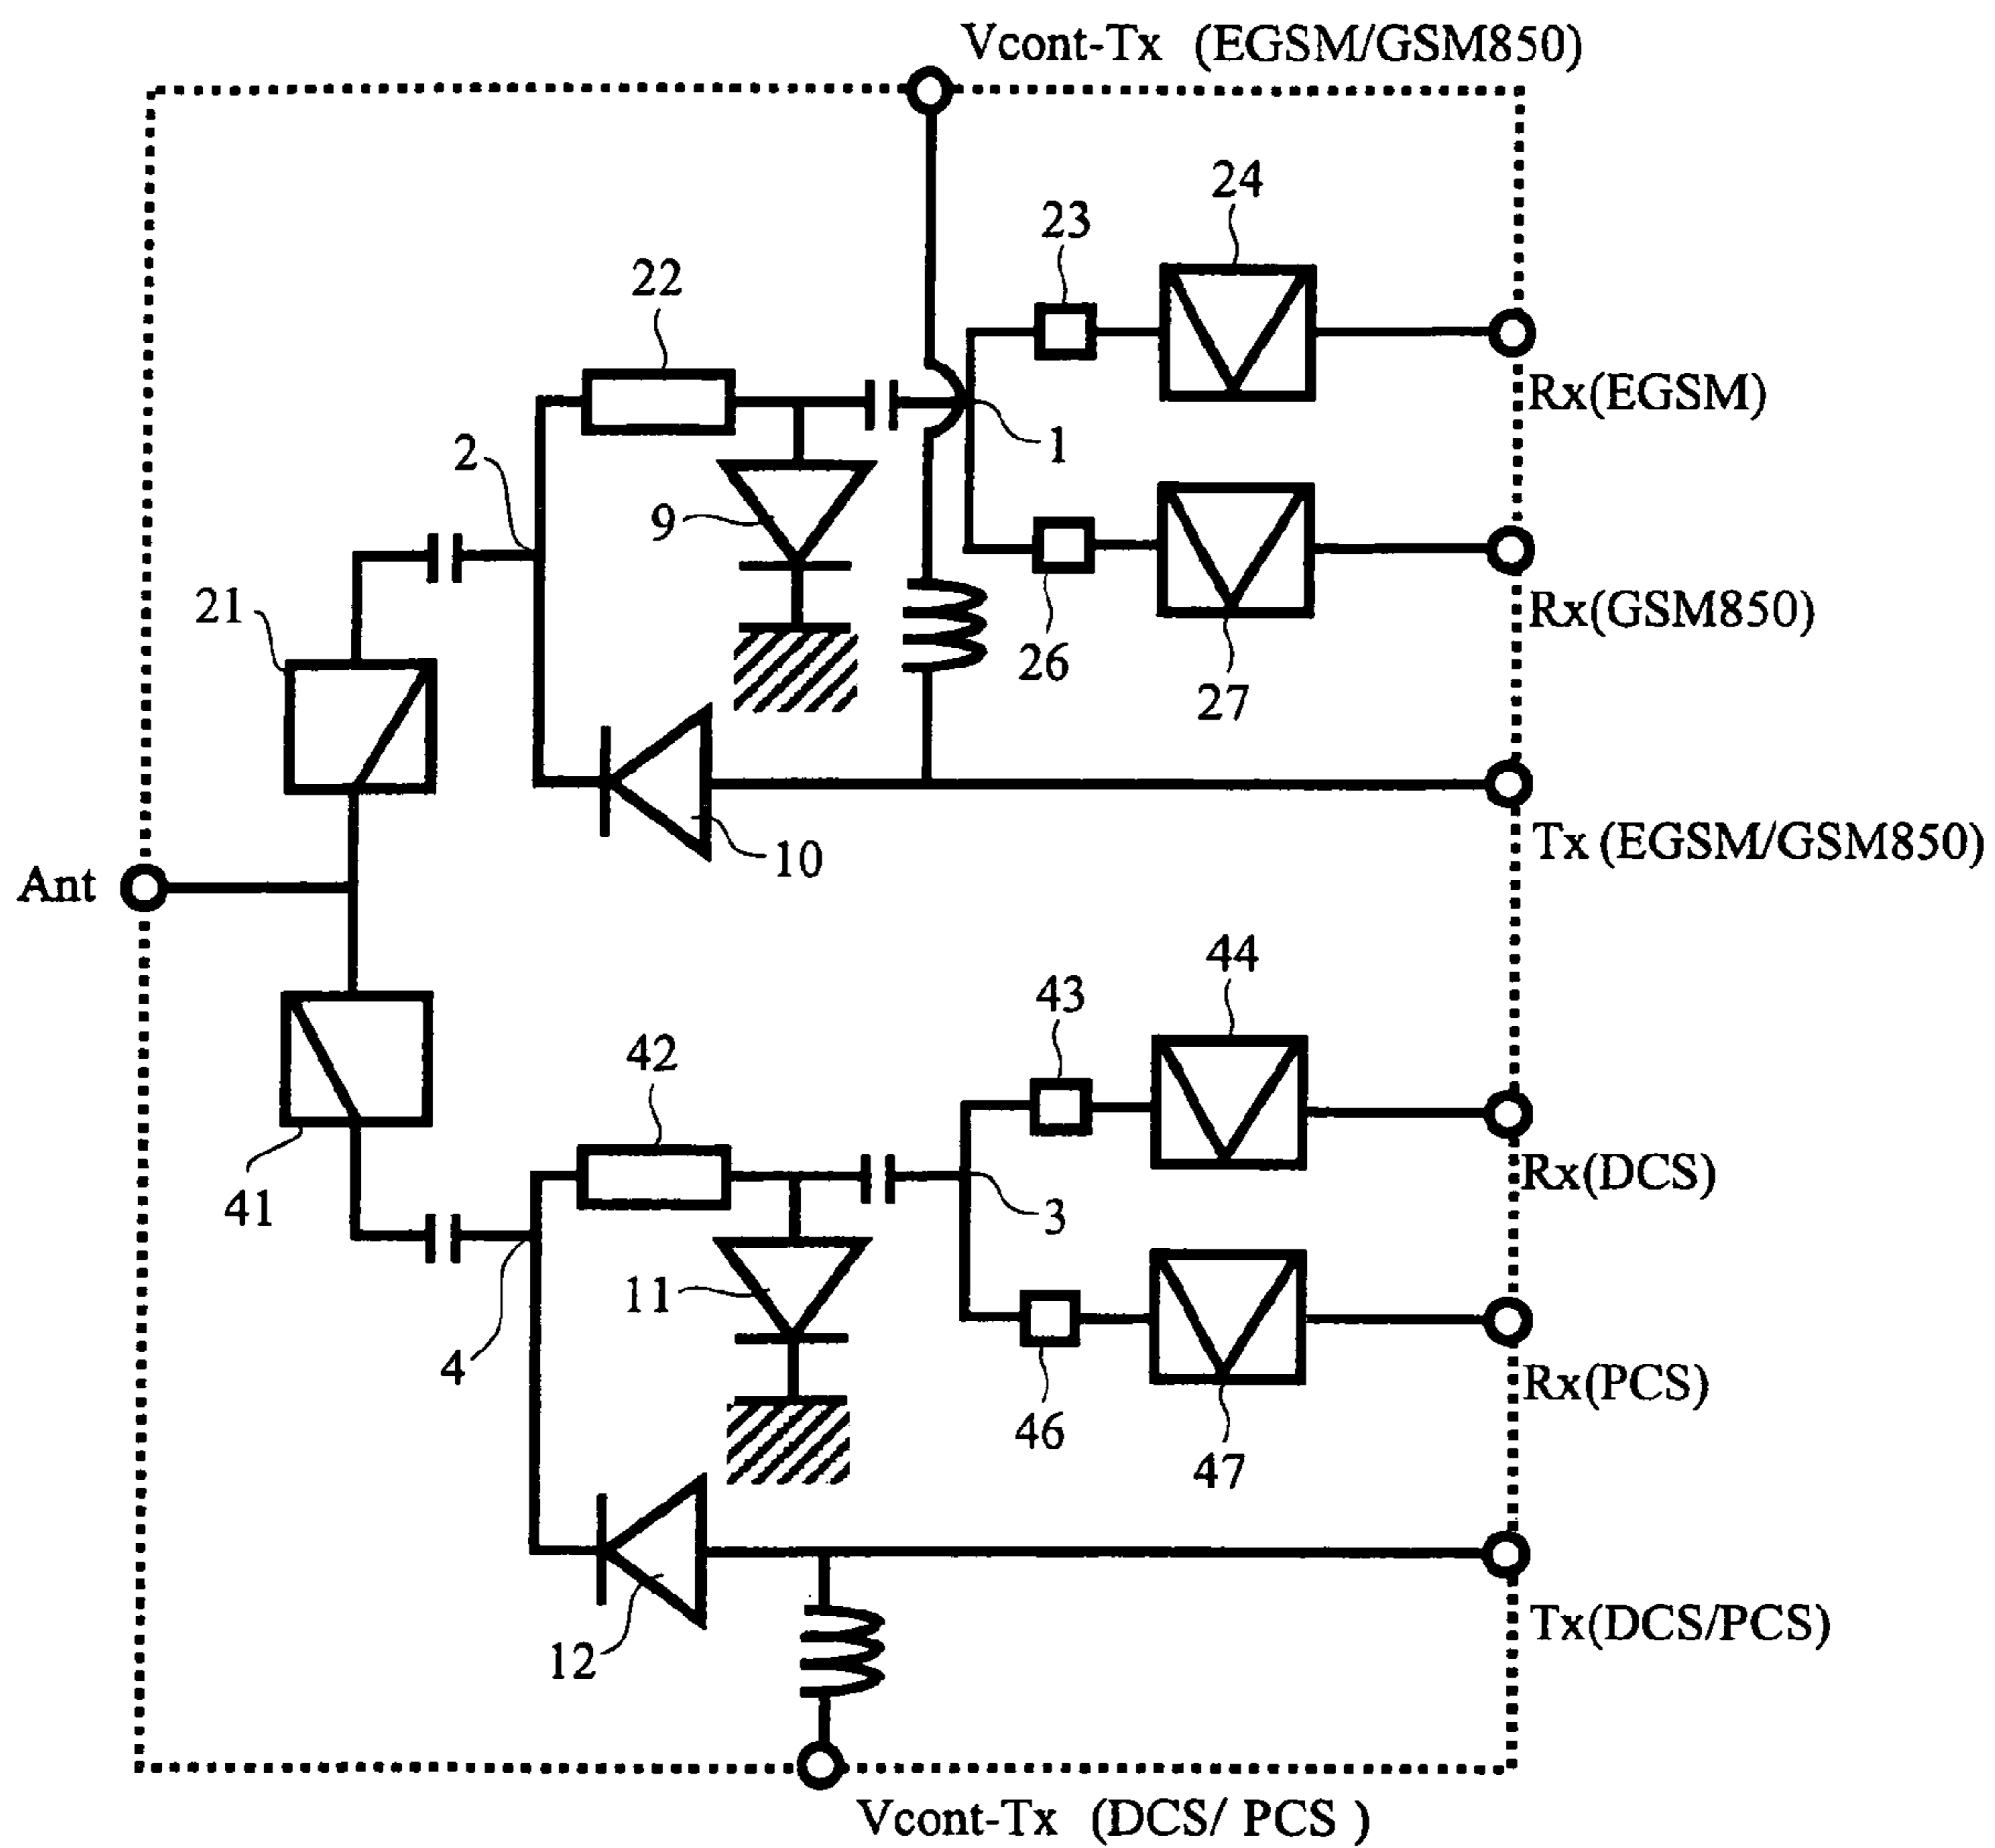 Vcont-Tx (EGSM/GSM850)
24
23
22
Rx(EGSM)
1
2
9
21
Rx(GSM850)
26
27
Tx (EGSM/GSM850)
10
Ant
44
43
42
Rx(DCS)
41
3
11
4
Rx(PCS)
46
47
Tx(DCS/PCS)
12
Vcont-Tx (DCS/ PCS )